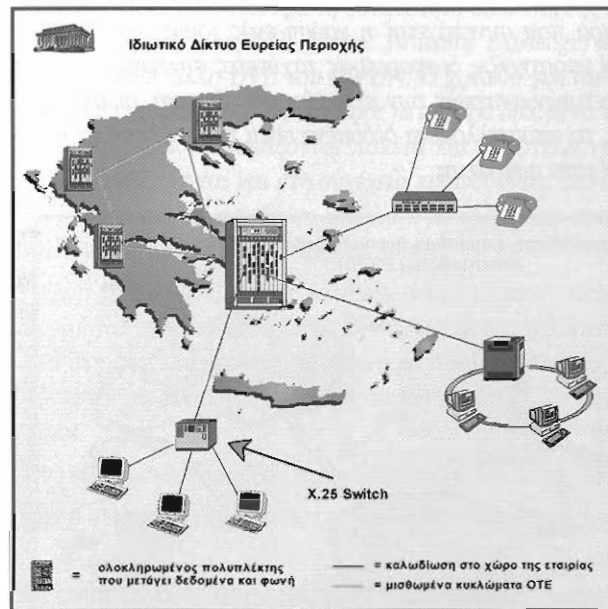 Ιδιωτικό Δίκτυο Ευρείας Περιοχής
X.25 Switch
= ολοκληρωμένος πολυπλέκτης
που μετάγει δεδομένα και φωνή
= καλωδίωση στο χώρο της εταιρίας
= μισθωμένα κυκλώματα ΟΤΕ